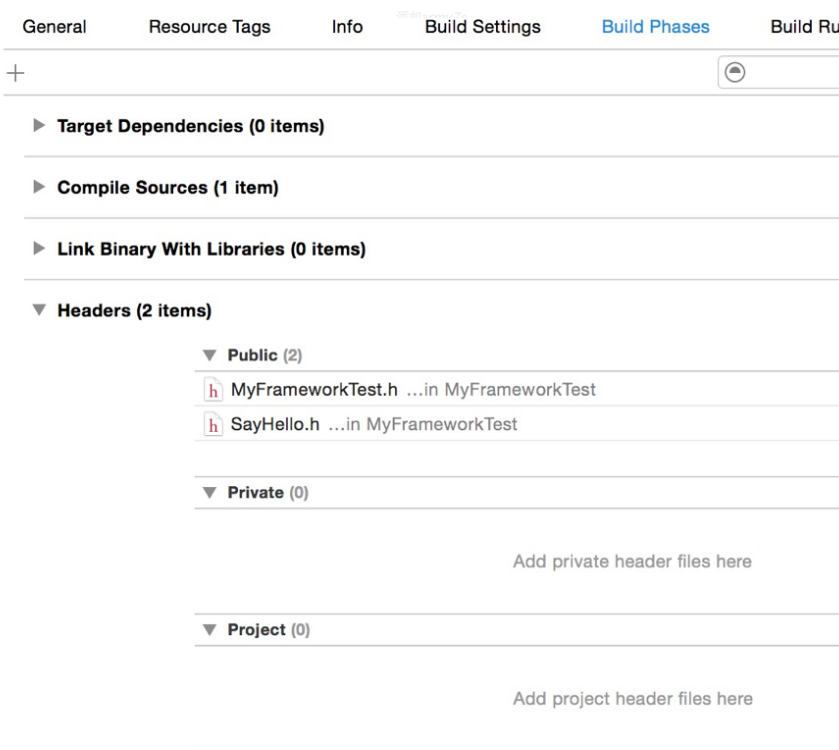 General Resource Tags Info Build Settings Build Phases Build Ru
Target Dependencies (0 items)
Compile Sources (1 item)
Link Binary With Libraries (0 items)
Headers (2 items)
Public (2)
h MyFrameworkTest.h ...in MyFrameworkTest
h SayHello.h ...in MyFrameworkTest
Private (0)
Add private header files here
Project (0)
Add project header files here